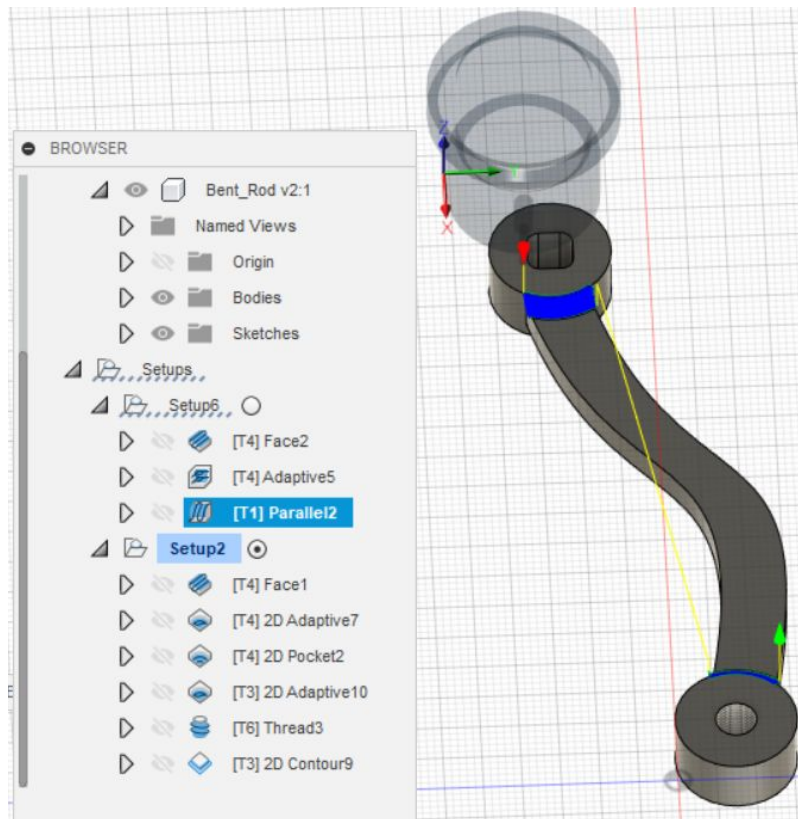 BROWSER
Bent_Rod v2:1
Named Views
Origin
Bodies
Sketches
Setups
Setup6
[T4] Face2
[T4] Adaptive5
[T1] Parallel2
Setup2
[T4] Face1
[T4] 2D Adaptive7
[T4] 2D Pocket2
[T3] 2D Adaptive10
[T6] Thread3
[T3] 2D Contour9
Z
Y
X